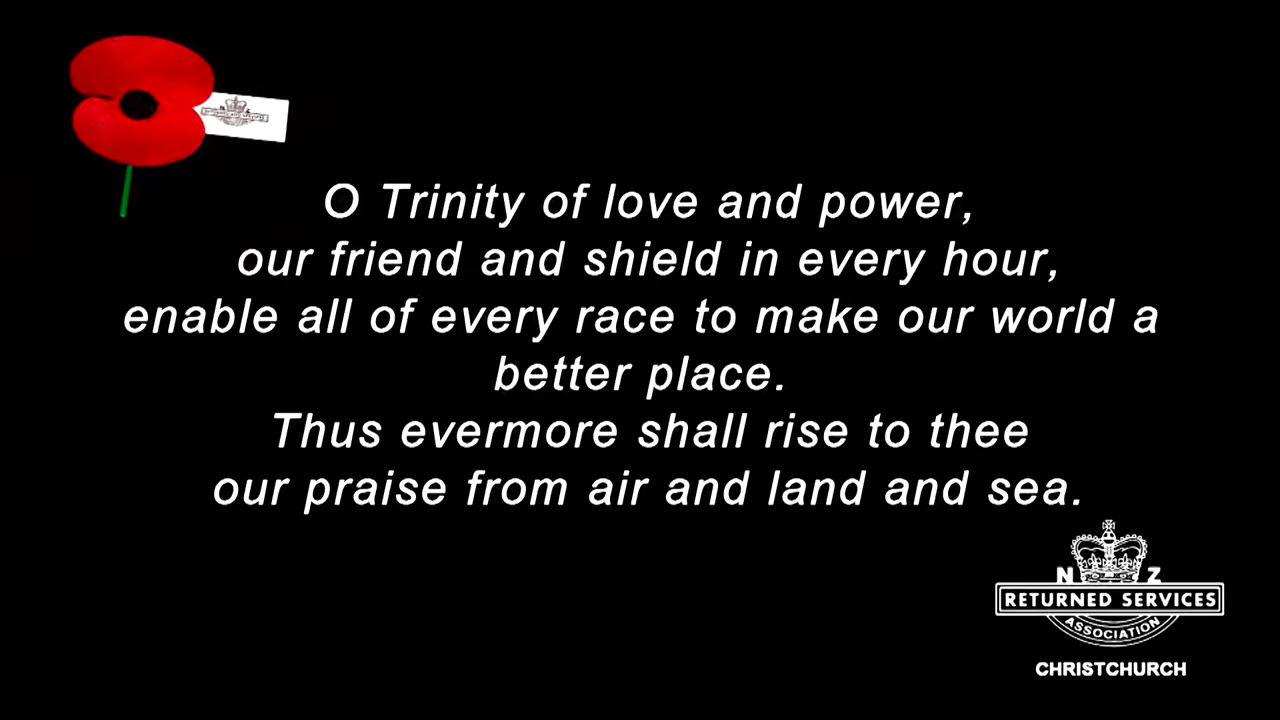 O Trinity of love and power,
our friend and shield in every hour,
enable all of every race to make our world a
better place.
Thus evermore shall rise to thee
our praise from air and land and sea.
N Z
RETURNED SERVICES
ASSOCIATION
CHRISTCHURCH